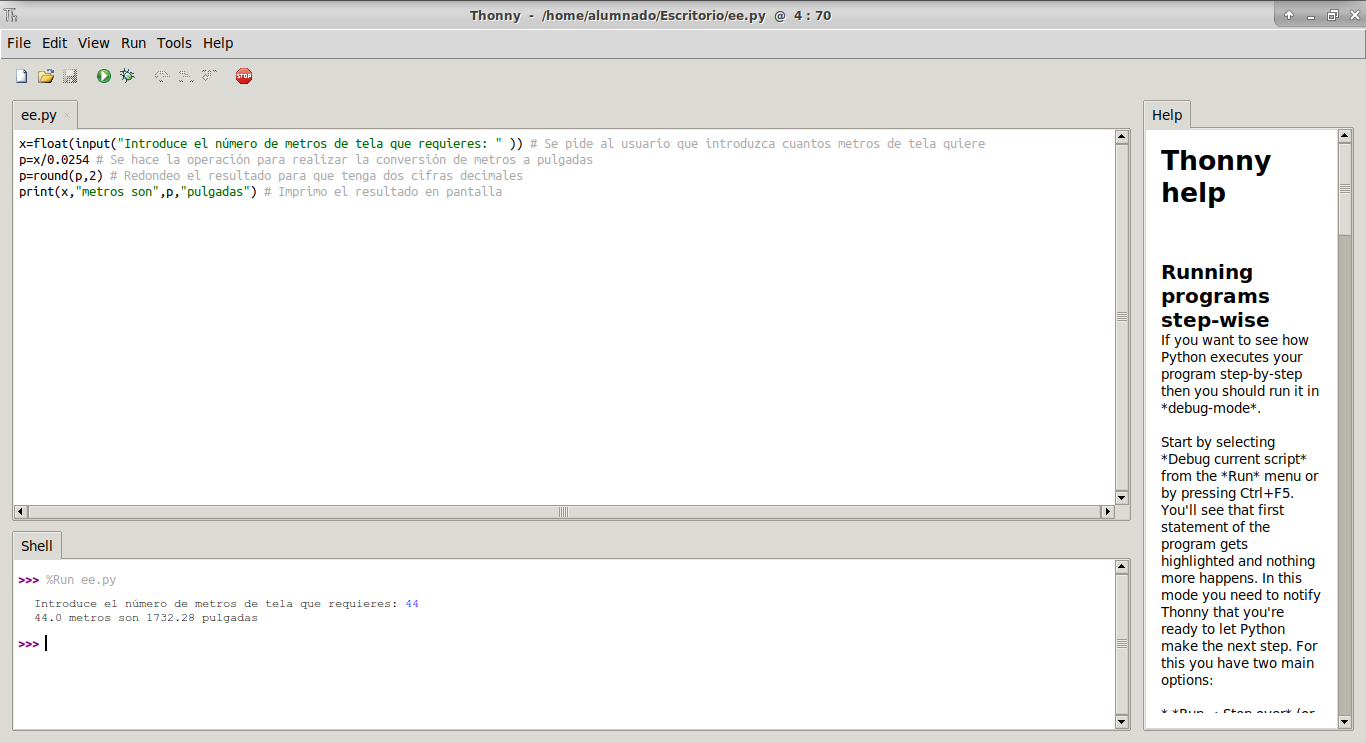 Th
Thonny - /home/alumnado/Escritorio/ee.py @ 4 : 70
File Edit View Run Tools Help
STOP
ee.py
x=float(input("Introduce el número de metros de tela que requieres: " )) # Se pide al usuario que introduzca cuantos metros de tela quiere
p=x/0.0254 # Se hace la operación para realizar la conversión de metros a pulgadas
p=round(p,2) # Redondeo el resultado para que tenga dos cifras decimales
print(x,"metros son",p,"pulgadas") # Imprimo el resultado en pantalla
Shell
>>> %Run ee.py
Introduce el número de metros de tela que requieres: 44
44.0 metros son 1732.28 pulgadas
>>>
Help
Thonny
help
Running
programs
step-wise
If you want to see how
Python executes your
program step-by-step
then you should run it in
*debug-mode*.
Start by selecting
*Debug current script*
from the *Run* menu or
by pressing Ctrl+F5.
You'll see that first
statement of the
program gets
highlighted and nothing
more happens. In this
mode you need to notify
Thonny that you're
ready to let Python
make the next step. For
this you have two main
options:
* *Run → Step over* (or